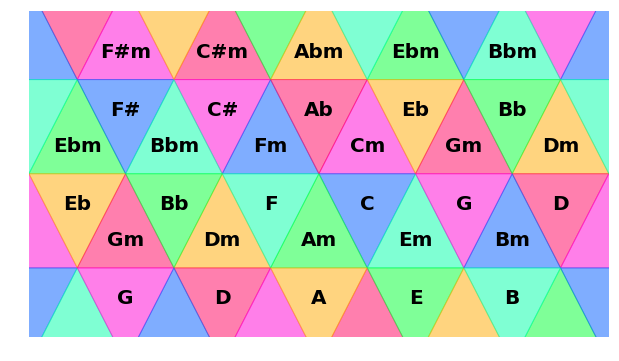 F#m C#m Abm Ebm Bbm
F# C# Ab Eb Bb
Ebm Bbm Fm Cm Gm Dm
Eb Bb F C G D
Gm Dm Am Em Bm
G D A E B